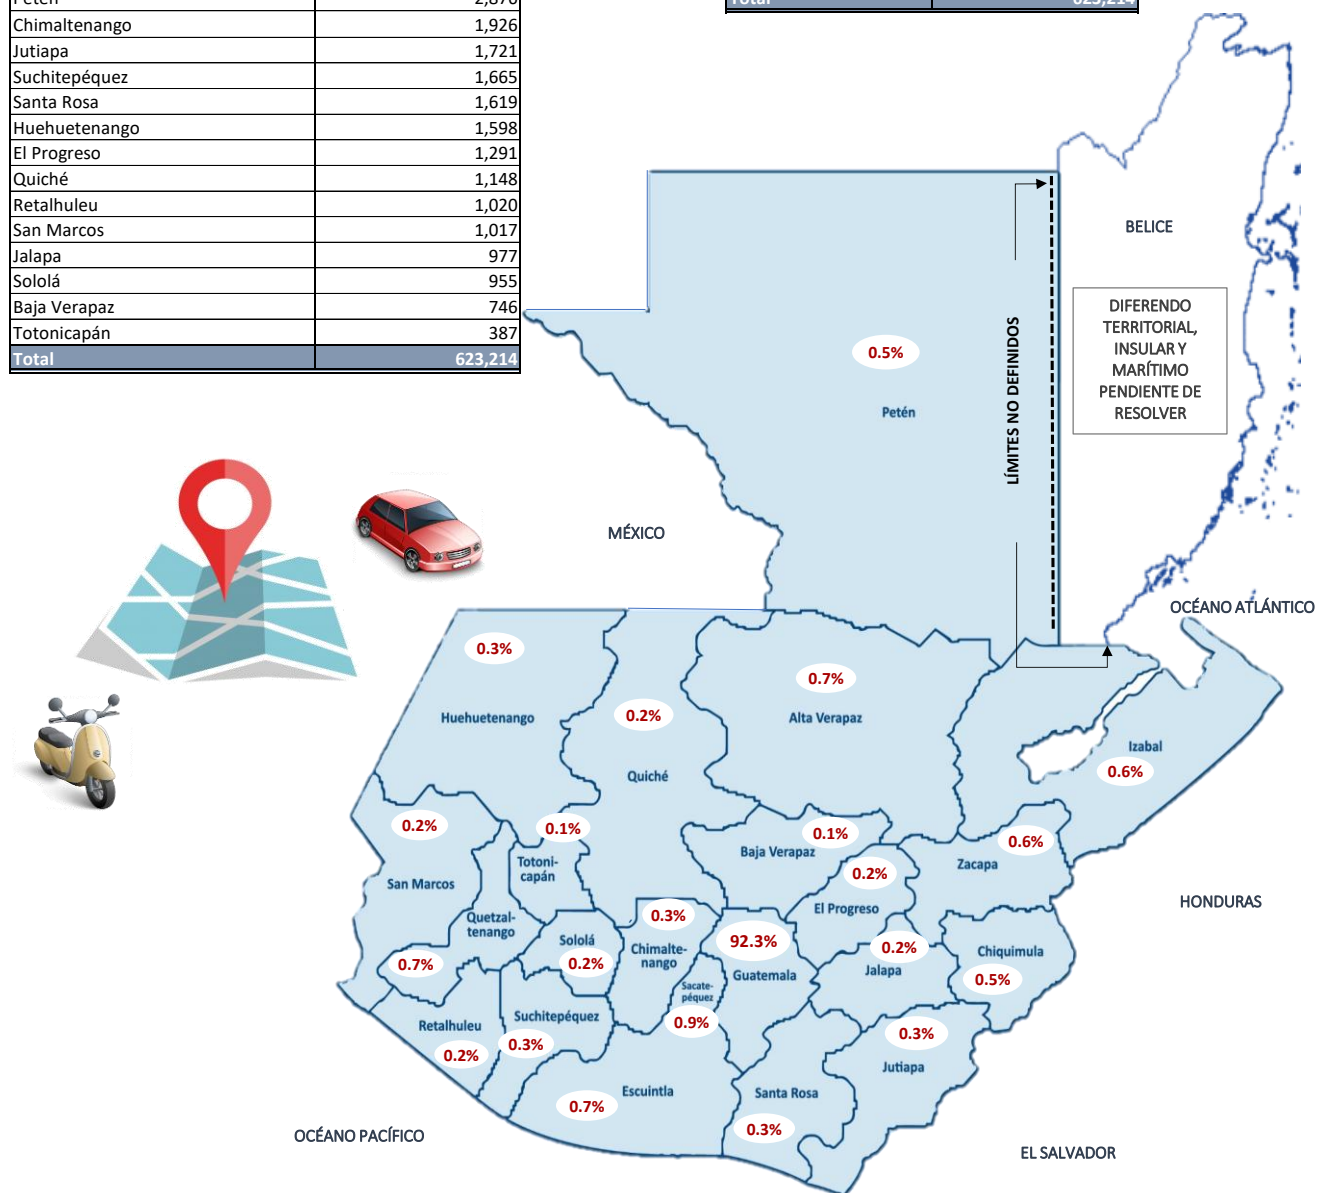 Petén 2,876
Total 623,214
Chimaltenango 1,926
Jutiapa 1,721
Suchitepéquez 1,665
Santa Rosa 1,619
Huehuetenango 1,598
El Progreso 1,291
Quiché 1,148
Retalhuleu 1,020
San Marcos 1,017
Jalapa 977
Sololá 955
Baja Verapaz 746
Totonicapán 387
Total 623,214
BELICE
DIFERENDO
TERRITORIAL,
INSULAR Y
MARÍTIMO
PENDIENTE DE
RESOLVER
LÍMITES NO DEFINIDOS
0.5%
Petén
MÉXICO
OCÉANO ATLÁNTICO
0.3%
Huehuetenango
0.2%
Quiché
0.7%
Alta Verapaz
Izabal
0.6%
0.2%
San Marcos
0.1%
Totoni-
capán
0.1%
Baja Verapaz
0.6%
Zacapa
0.2%
El Progreso
HONDURAS
Quetzal-
tenango
0.7%
Sololá
0.2%
0.3%
Chimalte-
nango
92.3%
Guatemala
0.2%
Jalapa
Chiquimula
0.5%
Sacate-
péquez
0.9%
Retalhuleu
0.2%
Suchitepéquez
0.3%
0.3%
Jutiapa
Escuintla
0.7%
Santa Rosa
0.3%
OCÉANO PACÍFICO
EL SALVADOR